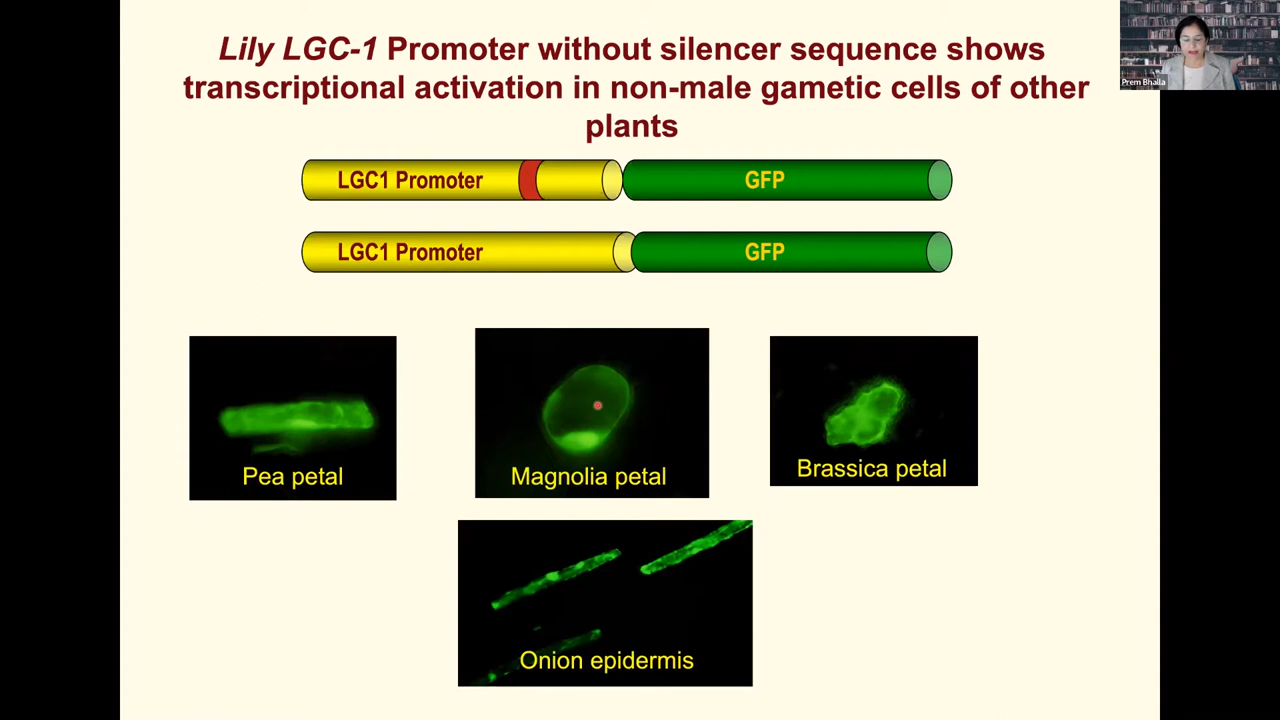 Lily LGC-1 Promoter without silencer sequence shows
transcriptional activation in non-male gametic cells of other
plants
Prem Bhalla
LGC1 Promoter
GFP
LGC1 Promoter
GFP
Pea petal
Magnolia petal
Brassica petal
Onion epidermis